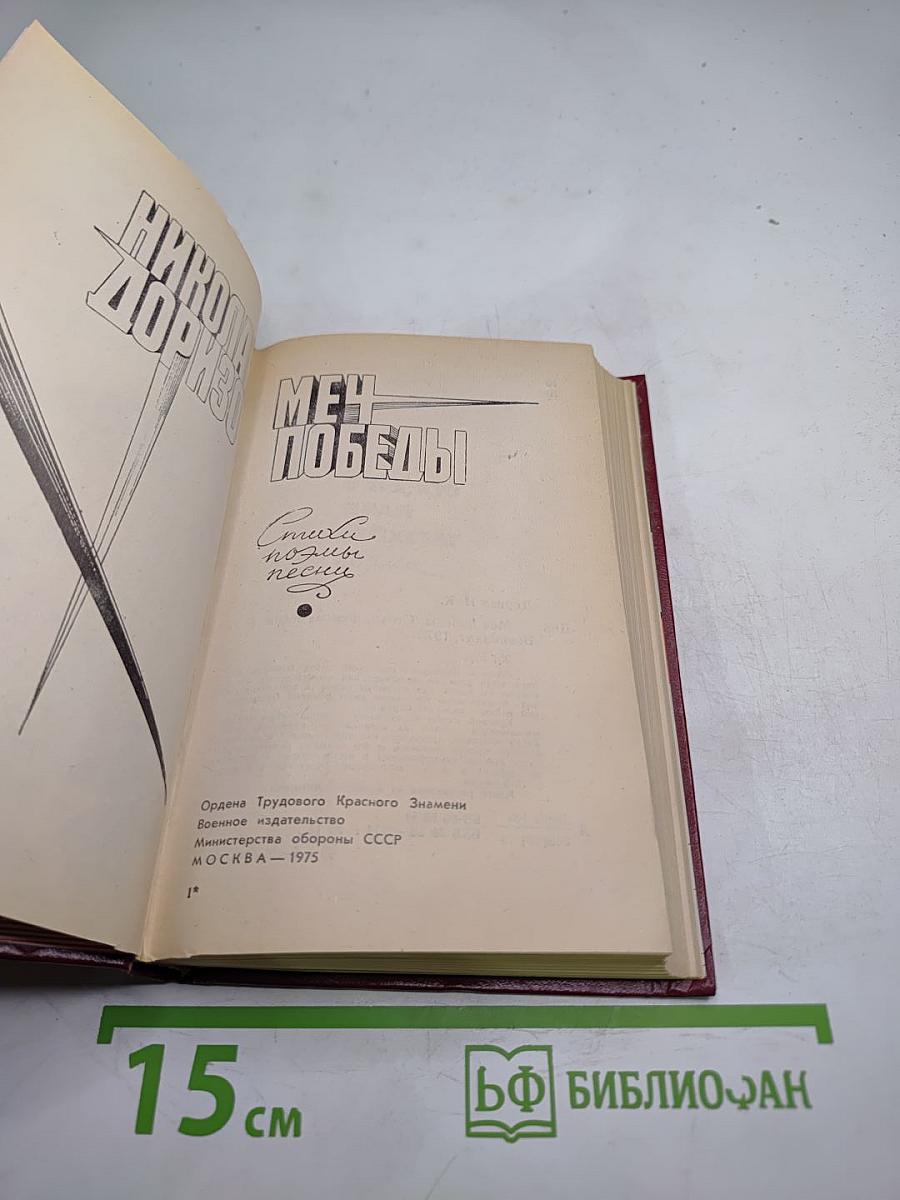 НИКОЛА
ДОРИЗО
МЕЧ
ПОБЕДЫ
Стихи
поэмы
песни
Ордена Трудового Красного Знамени
Военное издательство
Министерства обороны СССР
МОСКВА — 1975
1*
15 см
БФ БИБЛИОФАН